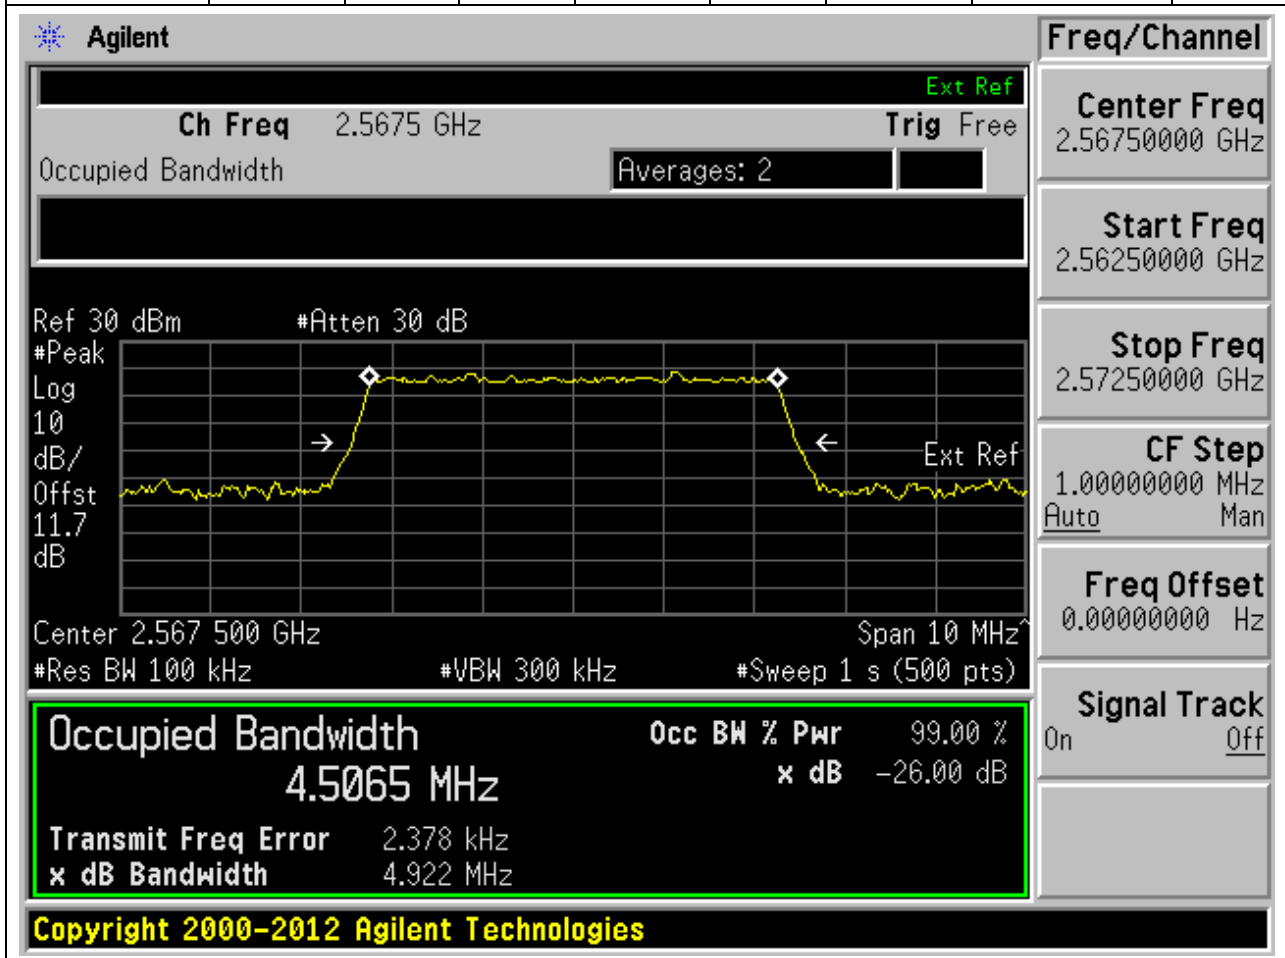 Agilent
Freq/Channel
Ext Ref
Ch Freq 2.5675 GHz Trig Free
Occupied Bandwidth Averages: 2
Center Freq
2.56750000 GHz
Start Freq
2.56250000 GHz
Stop Freq
2.57250000 GHz
CF Step
1.00000000 MHz
Auto Man
Freq Offset
0.00000000 Hz
Signal Track
On Off
Ref 30 dBm #Atten 30 dB
#Peak
Log
10
dB/
Offst
11.7
dB
Ext Ref
Center 2.567 500 GHz Span 10 MHz^
#Res BW 100 kHz #VBW 300 kHz #Sweep 1 s (500 pts)
Occupied Bandwidth Occ BW % Pwr 99.00 %
4.5065 MHz x dB -26.00 dB
Transmit Freq Error 2.378 kHz
x dB Bandwidth 4.922 MHz
Copyright 2000-2012 Agilent Technologies